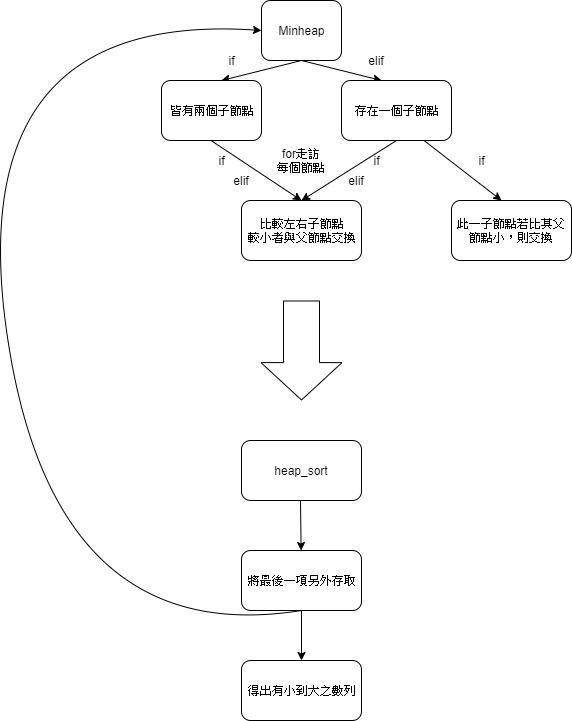 Minheap
if
elif
皆有兩個子節點
存在一個子節點
for走訪
每個節點
if
if
if
elif
elif
比較左右子節點
較小者與父節點交換
此一子節點若比其父
節點小，則交換
heap_sort
將最後一項另外存取
得出有小到大之數列